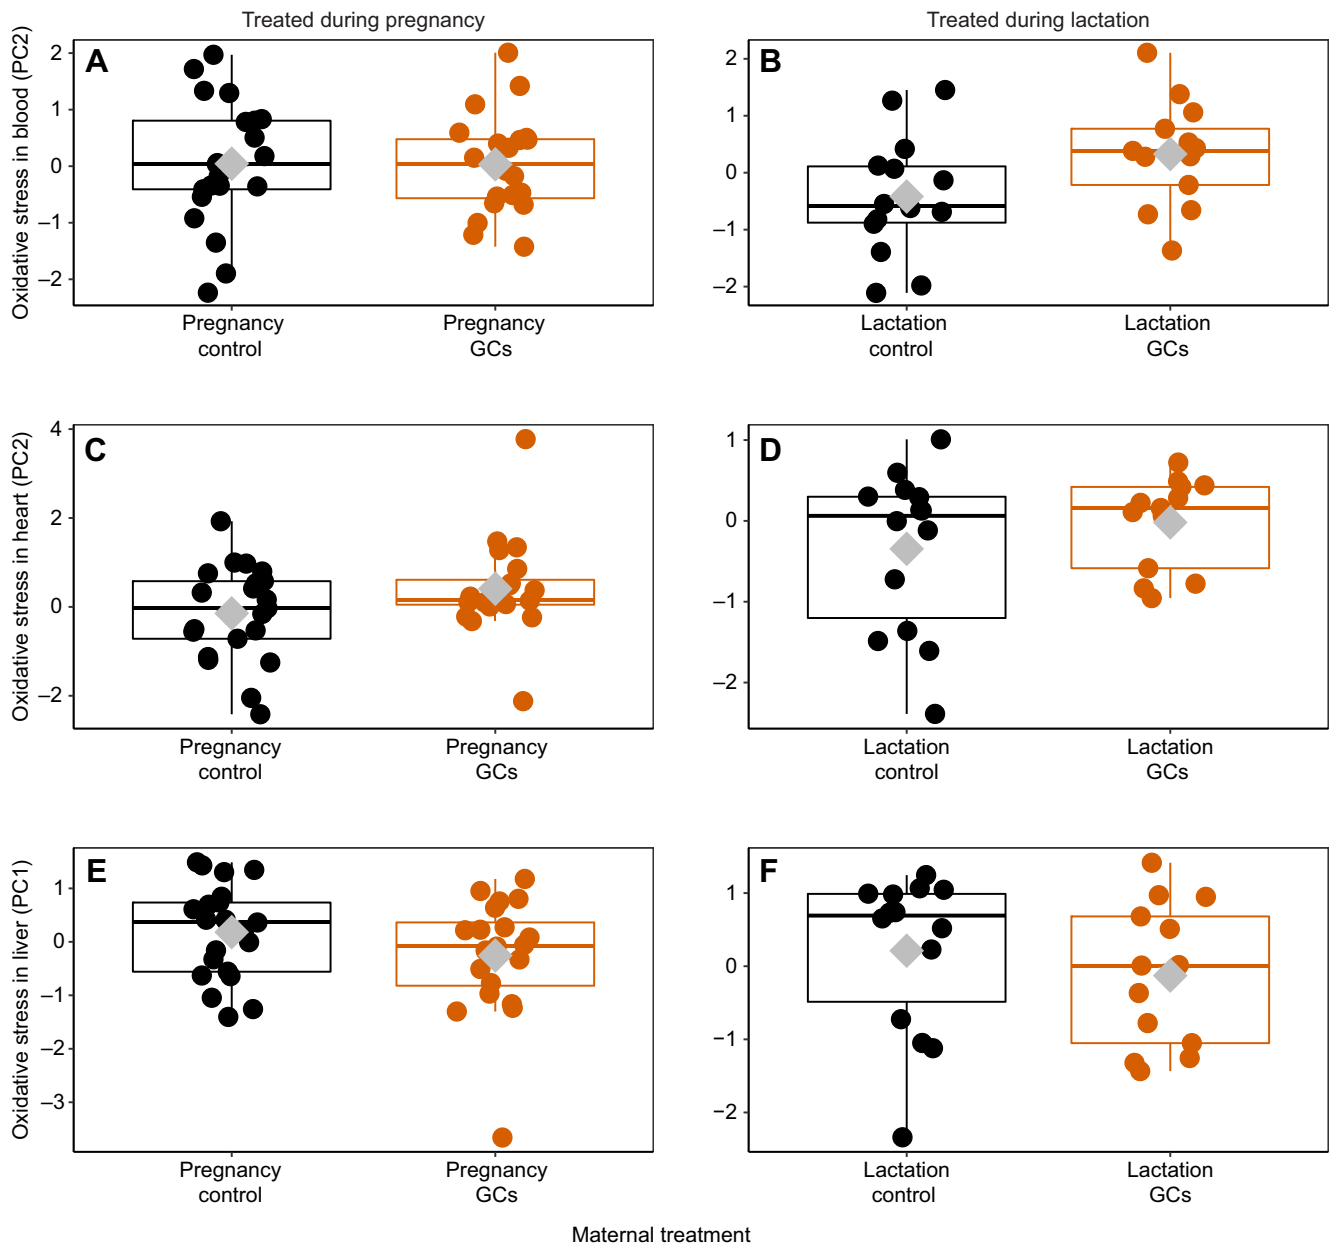 Treated during pregnancy
Treated during lactation
Oxidative stress in blood (PC2)
A
2
1
0
–1
–2
Pregnancy
control
Pregnancy
GCs
B
2
1
0
–1
–2
Lactation
control
Lactation
GCs
Oxidative stress in heart (PC2)
C
4
2
0
–2
Pregnancy
control
Pregnancy
GCs
D
1
0
–1
–2
Lactation
control
Lactation
GCs
Oxidative stress in liver (PC1)
E
1
0
–1
–2
–3
Pregnancy
control
Pregnancy
GCs
F
1
0
–1
–2
Lactation
control
Lactation
GCs
Maternal treatment